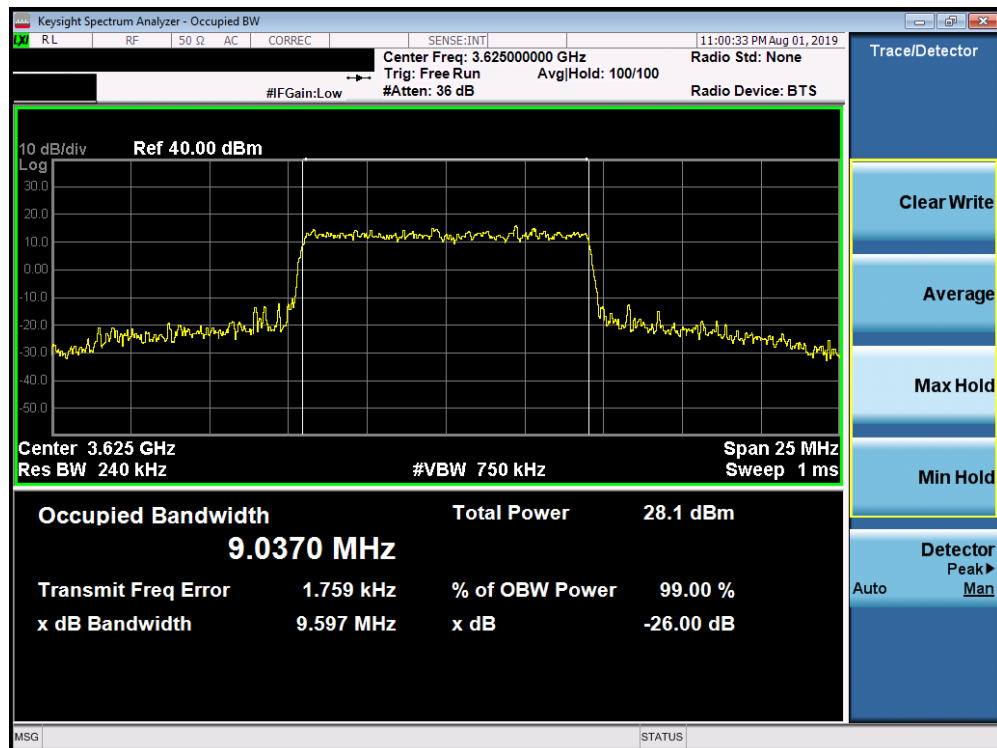 Keysight Spectrum Analyzer - Occupied BW
LXI RL RF 50 Ω AC CORREC SENSE:INT 11:00:33 PM Aug 01, 2019
Center Freq: 3.625000000 GHz Radio Std: None
Trig: Free Run Avg|Hold: 100/100
#IFGain:Low #Atten: 36 dB Radio Device: BTS
Trace/Detector
10 dB/div Ref 40.00 dBm
Log
30.0
20.0
10.0
0.00
-10.0
-20.0
-30.0
-40.0
-50.0
Center 3.625 GHz Span 25 MHz
Res BW 240 kHz #VBW 750 kHz Sweep 1 ms
Occupied Bandwidth Total Power 28.1 dBm
9.0370 MHz
Transmit Freq Error 1.759 kHz % of OBW Power 99.00 %
x dB Bandwidth 9.597 MHz x dB -26.00 dB
Clear Write
Average
Max Hold
Min Hold
Detector
Peak▶
Auto Man
MSG STATUS